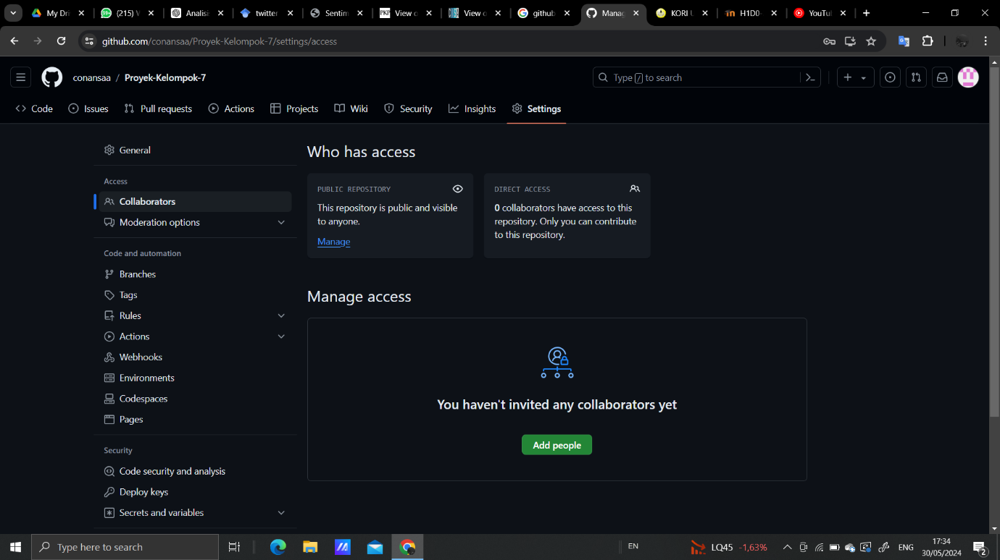 My Dri
(215) W
Analisis
twitter
Sentim
View o
View o
github
Manag
KORI U
H1D0
YouTub
github.com/conansaa/Proyek-Kelompok-7/settings/access
conansaa / Proyek-Kelompok-7
Type / to search
Code
Issues
Pull requests
Actions
Projects
Wiki
Security
Insights
Settings
General
Access
Collaborators
Moderation options
Code and automation
Branches
Tags
Rules
Actions
Webhooks
Environments
Codespaces
Pages
Security
Code security and analysis
Deploy keys
Secrets and variables
Who has access
PUBLIC REPOSITORY
This repository is public and visible
to anyone.
Manage
DIRECT ACCESS
0 collaborators have access to this
repository. Only you can contribute
to this repository.
Manage access
You haven't invited any collaborators yet
Add people
Type here to search
EN
LQ45 -1,63%
ENG
17:34
30/05/2024
2